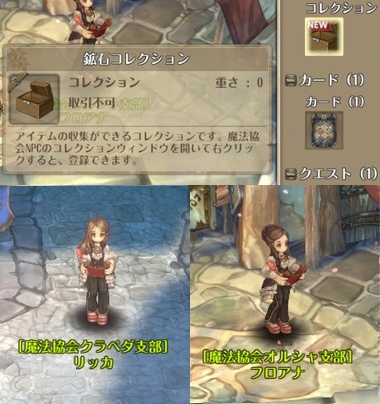 鉱石コレクション
コレクション 重さ : 0
取引不可 支部]
フロアナ
アイテムの収集ができるコレクションです。魔法協
会NPCのコレクションウィンドウを開いて右クリッ
クすると、登録できます。
コレクション
NEW
カード (1)
カード (1)
クエスト (1)
[魔法協会クラペダ支部]
リッカ
[魔法協会オルシャ支部]
フロアナ